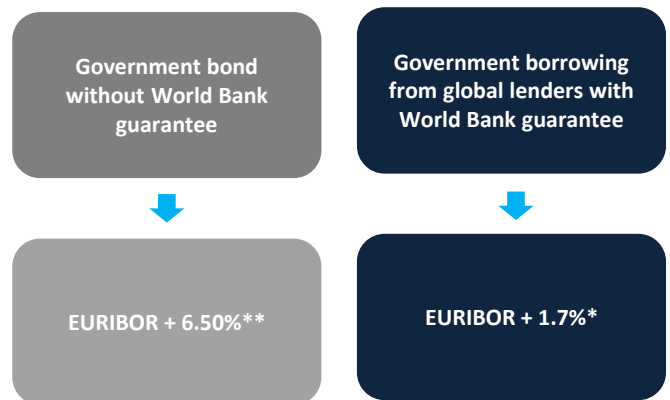 Government bond
without World Bank
guarantee
Government borrowing
from global lenders with
World Bank guarantee
EURIBOR + 6.50%**
EURIBOR + 1.7%*